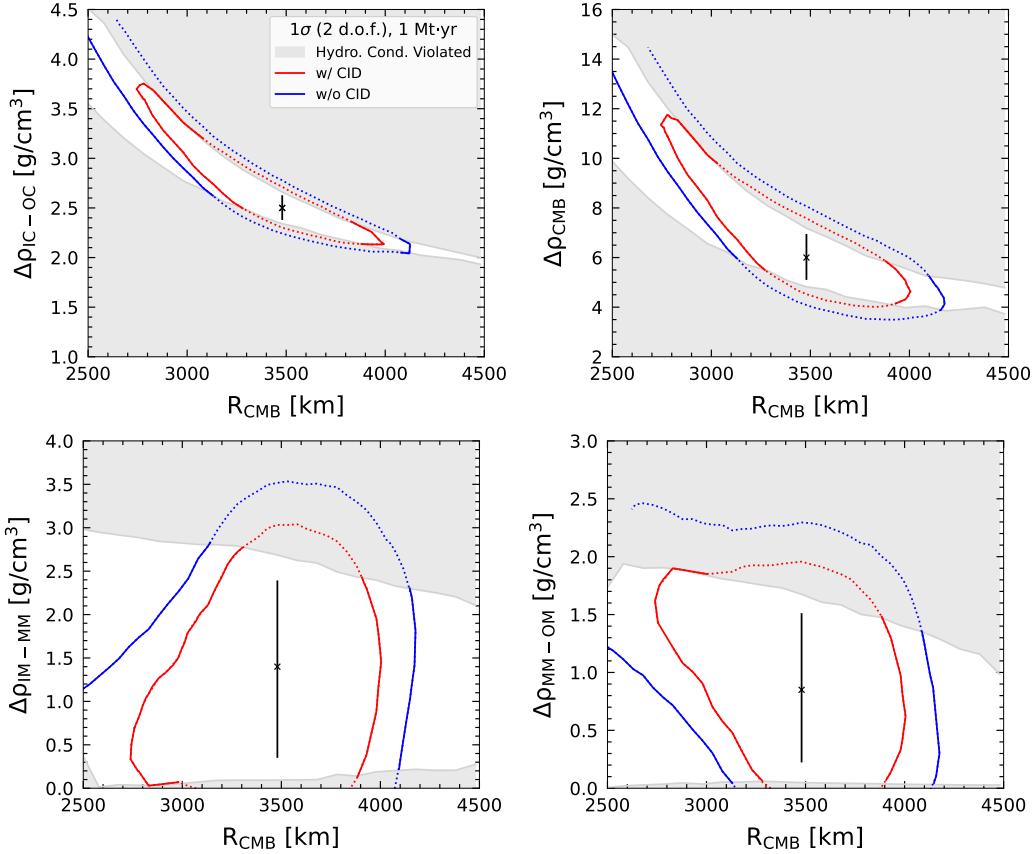 4.5
4.0
3.5
3.0
2.5
2.0
1.5
1.0
Δρ_IC−OC [g/cm³]
1σ (2 d.o.f.), 1 Mt·yr
Hydro. Cond. Violated
w/ CID
w/o CID
2500 3000 3500 4000 4500
R_CMB [km]
16
14
12
10
8
6
4
2
Δρ_CMB [g/cm³]
2500 3000 3500 4000 4500
R_CMB [km]
4.0
3.5
3.0
2.5
2.0
1.5
1.0
0.5
0.0
Δρ_IM−MM [g/cm³]
2500 3000 3500 4000 4500
R_CMB [km]
3.0
2.5
2.0
1.5
1.0
0.5
0.0
Δρ_MM−OM [g/cm³]
2500 3000 3500 4000 4500
R_CMB [km]